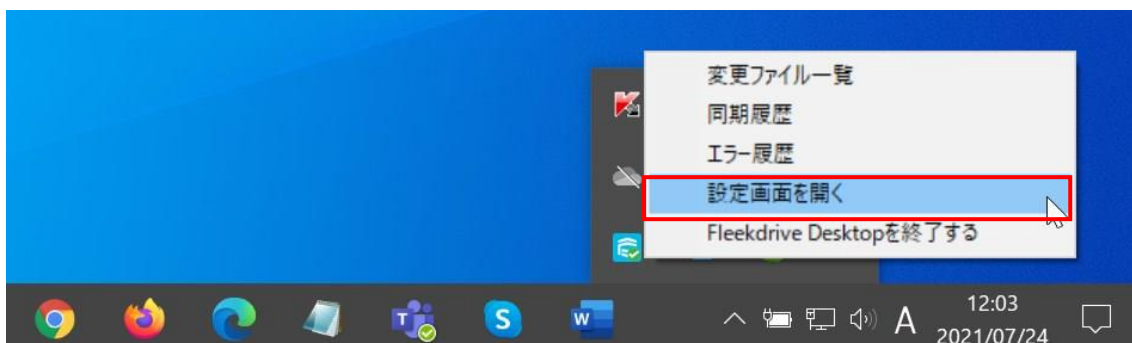 変更ファイル一覧
同期履歴
エラー履歴
設定画面を開く
Fleekdrive Desktopを終了する
A
12:03
2021/07/24